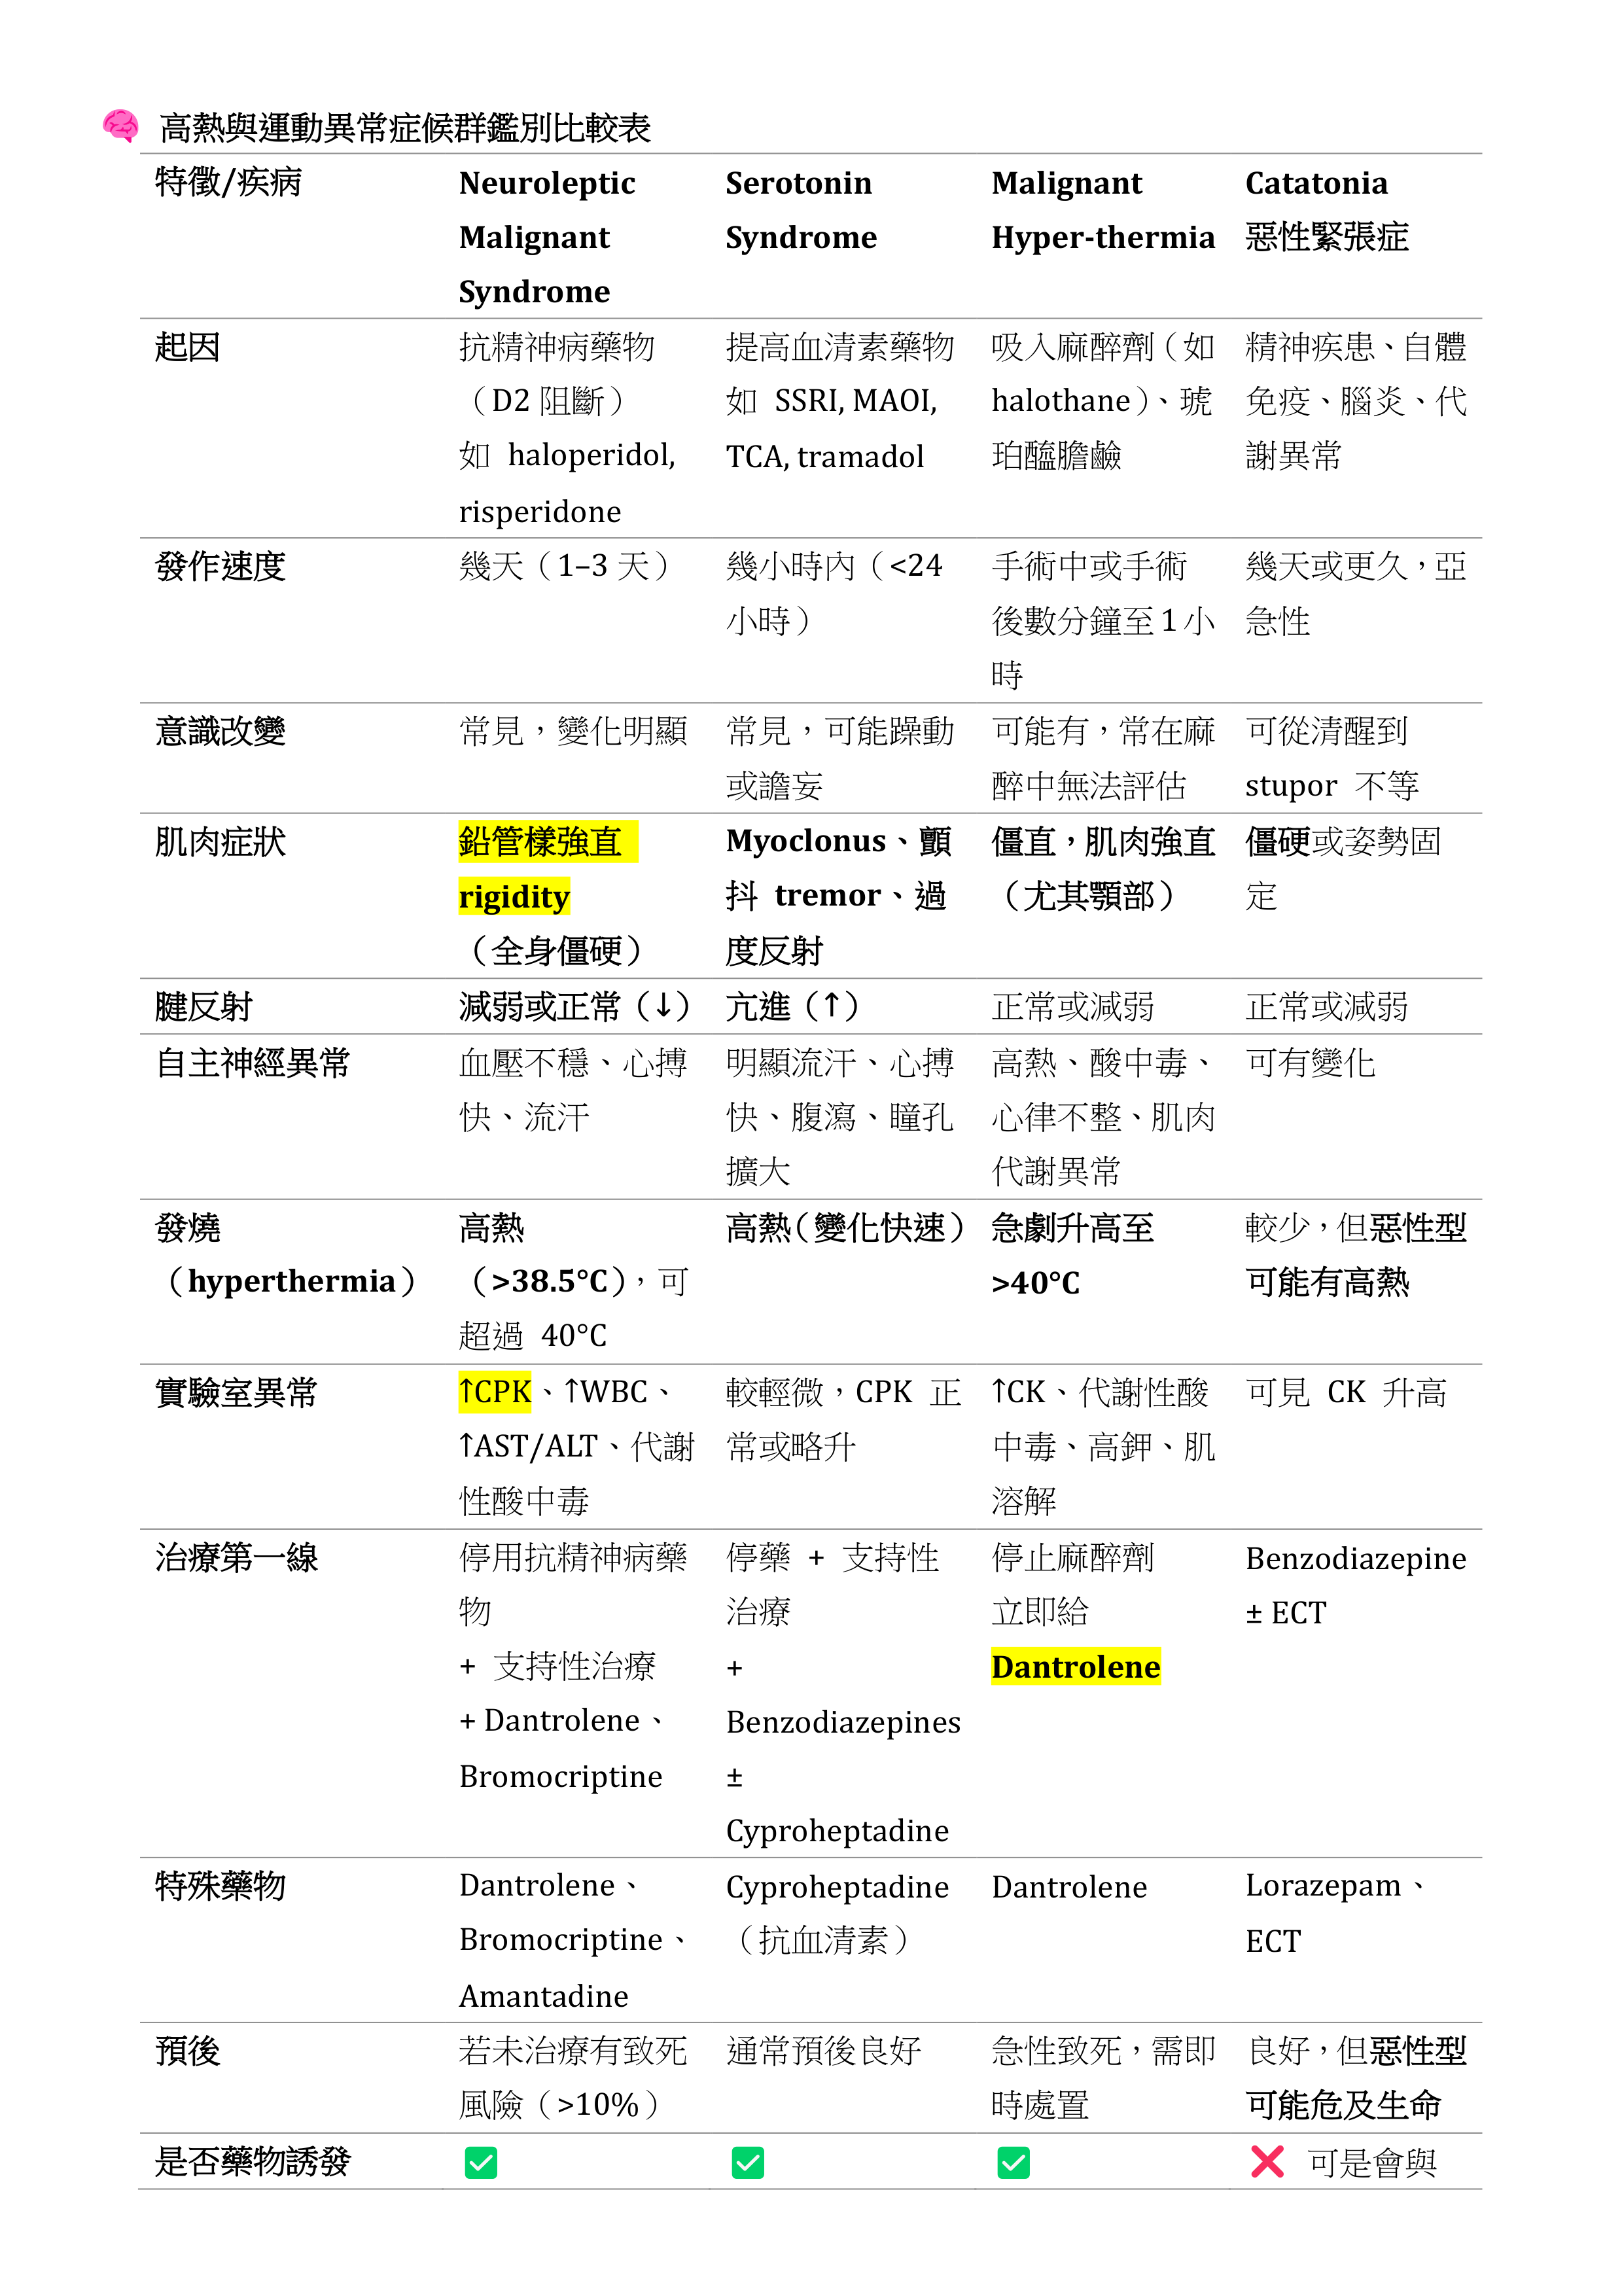 🧠 高熱與運動異常症候群鑑別比較表
特徵/疾病
Neuroleptic
Malignant
Syndrome
Serotonin
Syndrome
Malignant
Hyper-thermia
Catatonia
惡性緊張症
起因
抗精神病藥物
（D2 阻斷）
如 haloperidol,
risperidone
提高血清素藥物
如 SSRI, MAOI,
TCA, tramadol
吸入麻醉劑（如
halothane）、琥
珀醯膽鹼
精神疾患、自體
免疫、腦炎、代
謝異常
發作速度
幾天（1–3 天）
幾小時內（<24
小時）
手術中或手術
後數分鐘至 1 小
時
幾天或更久，亞
急性
意識改變
常見，變化明顯
常見，可能躁動
或譫妄
可能有，常在麻
醉中無法評估
可從清醒到
stupor 不等
肌肉症狀
鉛管樣強直
rigidity
（全身僵硬）
Myoclonus、顫
抖 tremor、過
度反射
僵直，肌肉強直
（尤其顎部）
僵硬或姿勢固
定
腱反射
減弱或正常（↓）
亢進（↑）
正常或減弱
正常或減弱
自主神經異常
血壓不穩、心搏
快、流汗
明顯流汗、心搏
快、腹瀉、瞳孔
擴大
高熱、酸中毒、
心律不整、肌肉
代謝異常
可有變化
發燒
（hyperthermia）
高熱
（>38.5°C），可
超過 40°C
高熱（變化快速）
急劇升高至
>40°C
較少，但惡性型
可能有高熱
實驗室異常
↑CPK、↑WBC、
↑AST/ALT、代謝
性酸中毒
較輕微，CPK 正
常或略升
↑CK、代謝性酸
中毒、高鉀、肌
溶解
可見 CK 升高
治療第一線
停用抗精神病藥
物
+ 支持性治療
+ Dantrolene、
Bromocriptine
停藥 + 支持性
治療
+
Benzodiazepines
±
Cyproheptadine
停止麻醉劑
立即給
Dantrolene
Benzodiazepine
± ECT
特殊藥物
Dantrolene、
Bromocriptine、
Amantadine
Cyproheptadine
（抗血清素）
Dantrolene
Lorazepam、
ECT
預後
若未治療有致死
風險（>10%）
通常預後良好
急性致死，需即
時處置
良好，但惡性型
可能危及生命
是否藥物誘發
✅
✅
✅
❌ 可是會與